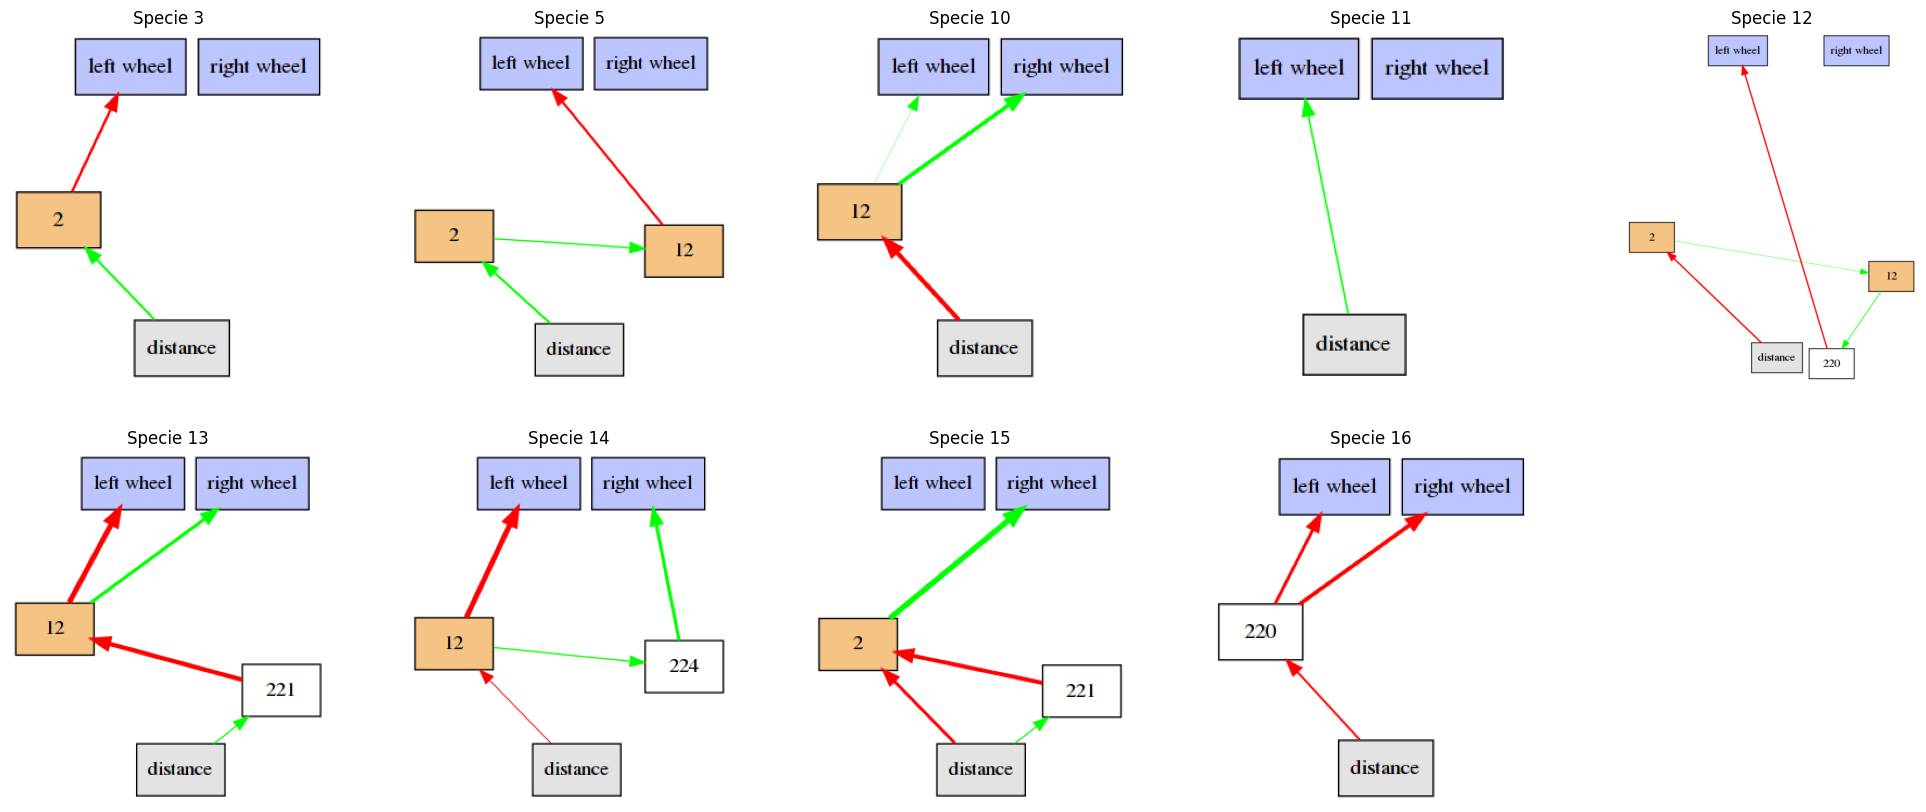 Specie 3
left wheel
right wheel
2
distance
Specie 5
left wheel
right wheel
2
12
distance
Specie 10
left wheel
right wheel
12
distance
Specie 11
left wheel
right wheel
distance
Specie 12
left wheel
right wheel
2
12
distance
220
Specie 13
left wheel
right wheel
12
221
distance
Specie 14
left wheel
right wheel
12
224
distance
Specie 15
left wheel
right wheel
2
221
distance
Specie 16
left wheel
right wheel
220
distance